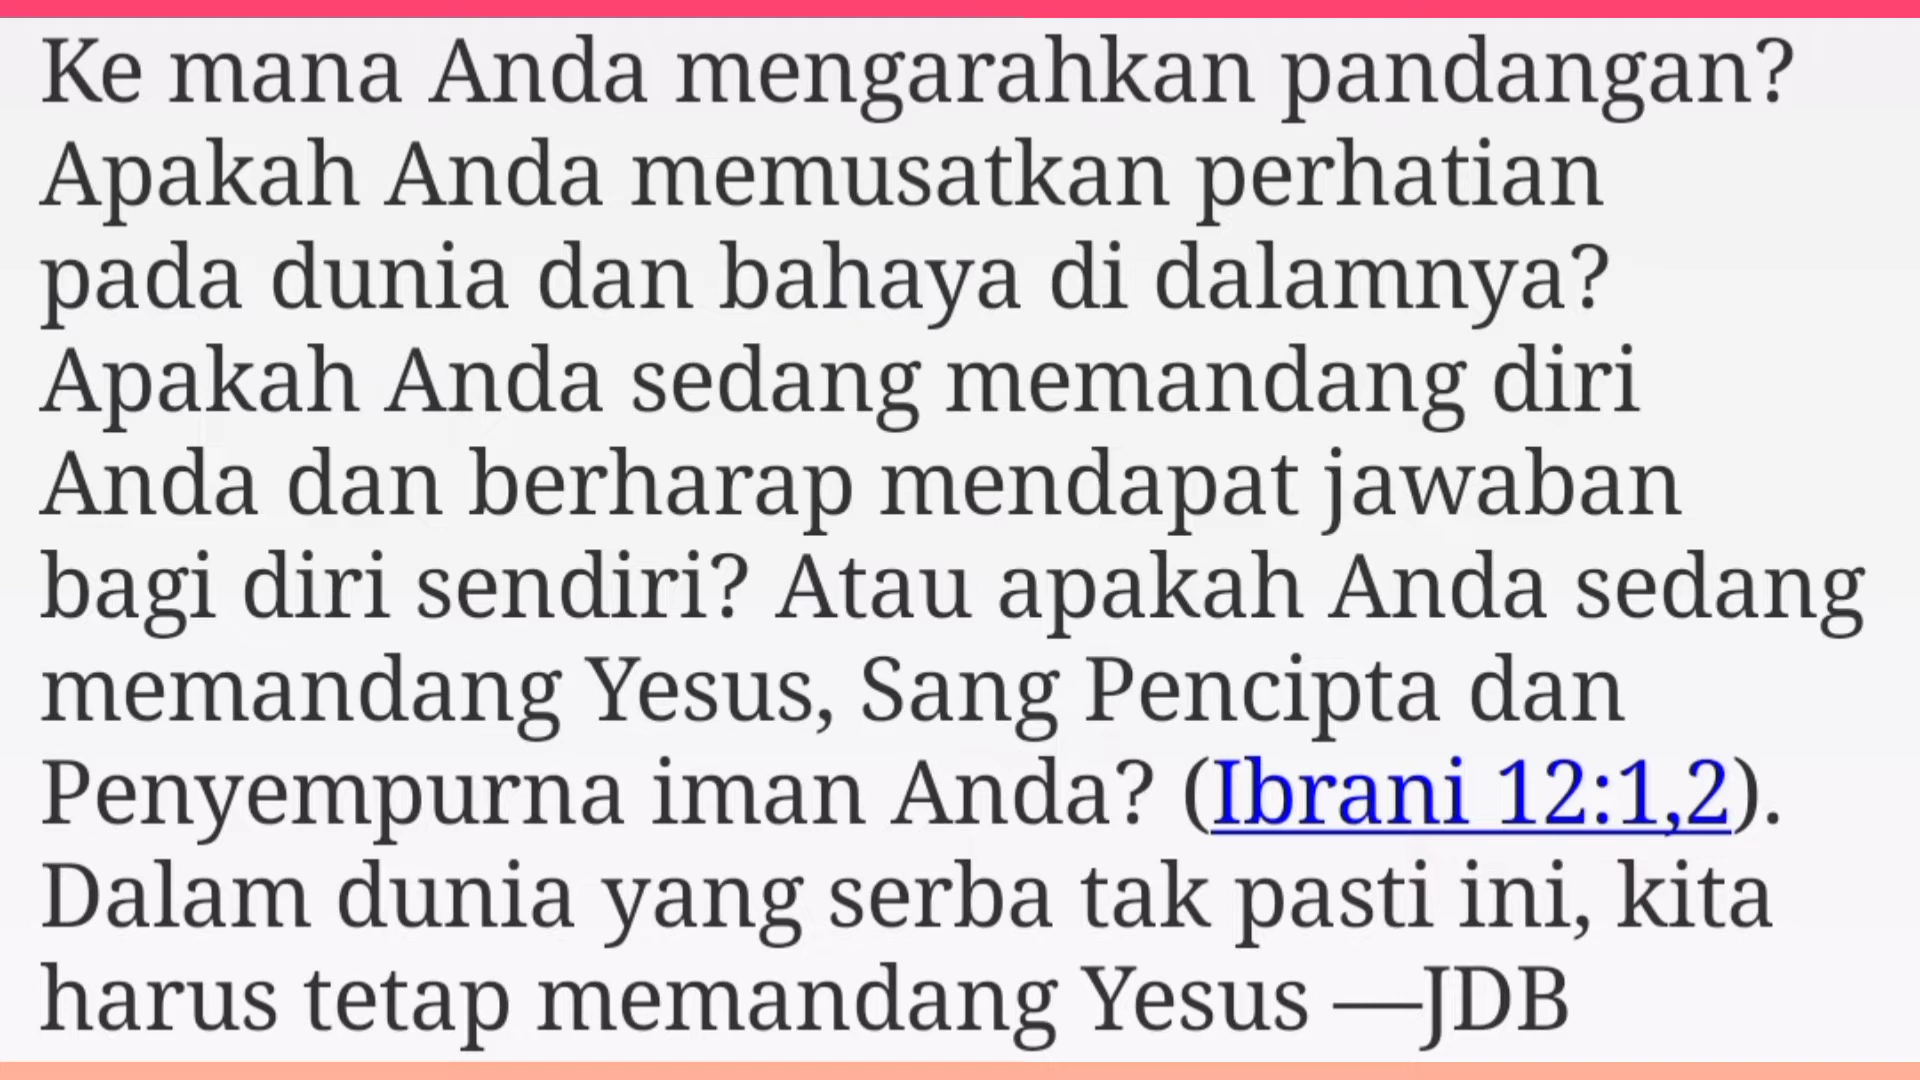 Ke mana Anda mengarahkan pandangan?
Apakah Anda memusatkan perhatian
pada dunia dan bahaya di dalamnya?
Apakah Anda sedang memandang diri
Anda dan berharap mendapat jawaban
bagi diri sendiri? Atau apakah Anda sedang
memandang Yesus, Sang Pencipta dan
Penyempurna iman Anda? (Ibrani 12:1,2).
Dalam dunia yang serba tak pasti ini, kita
harus tetap memandang Yesus —JDB